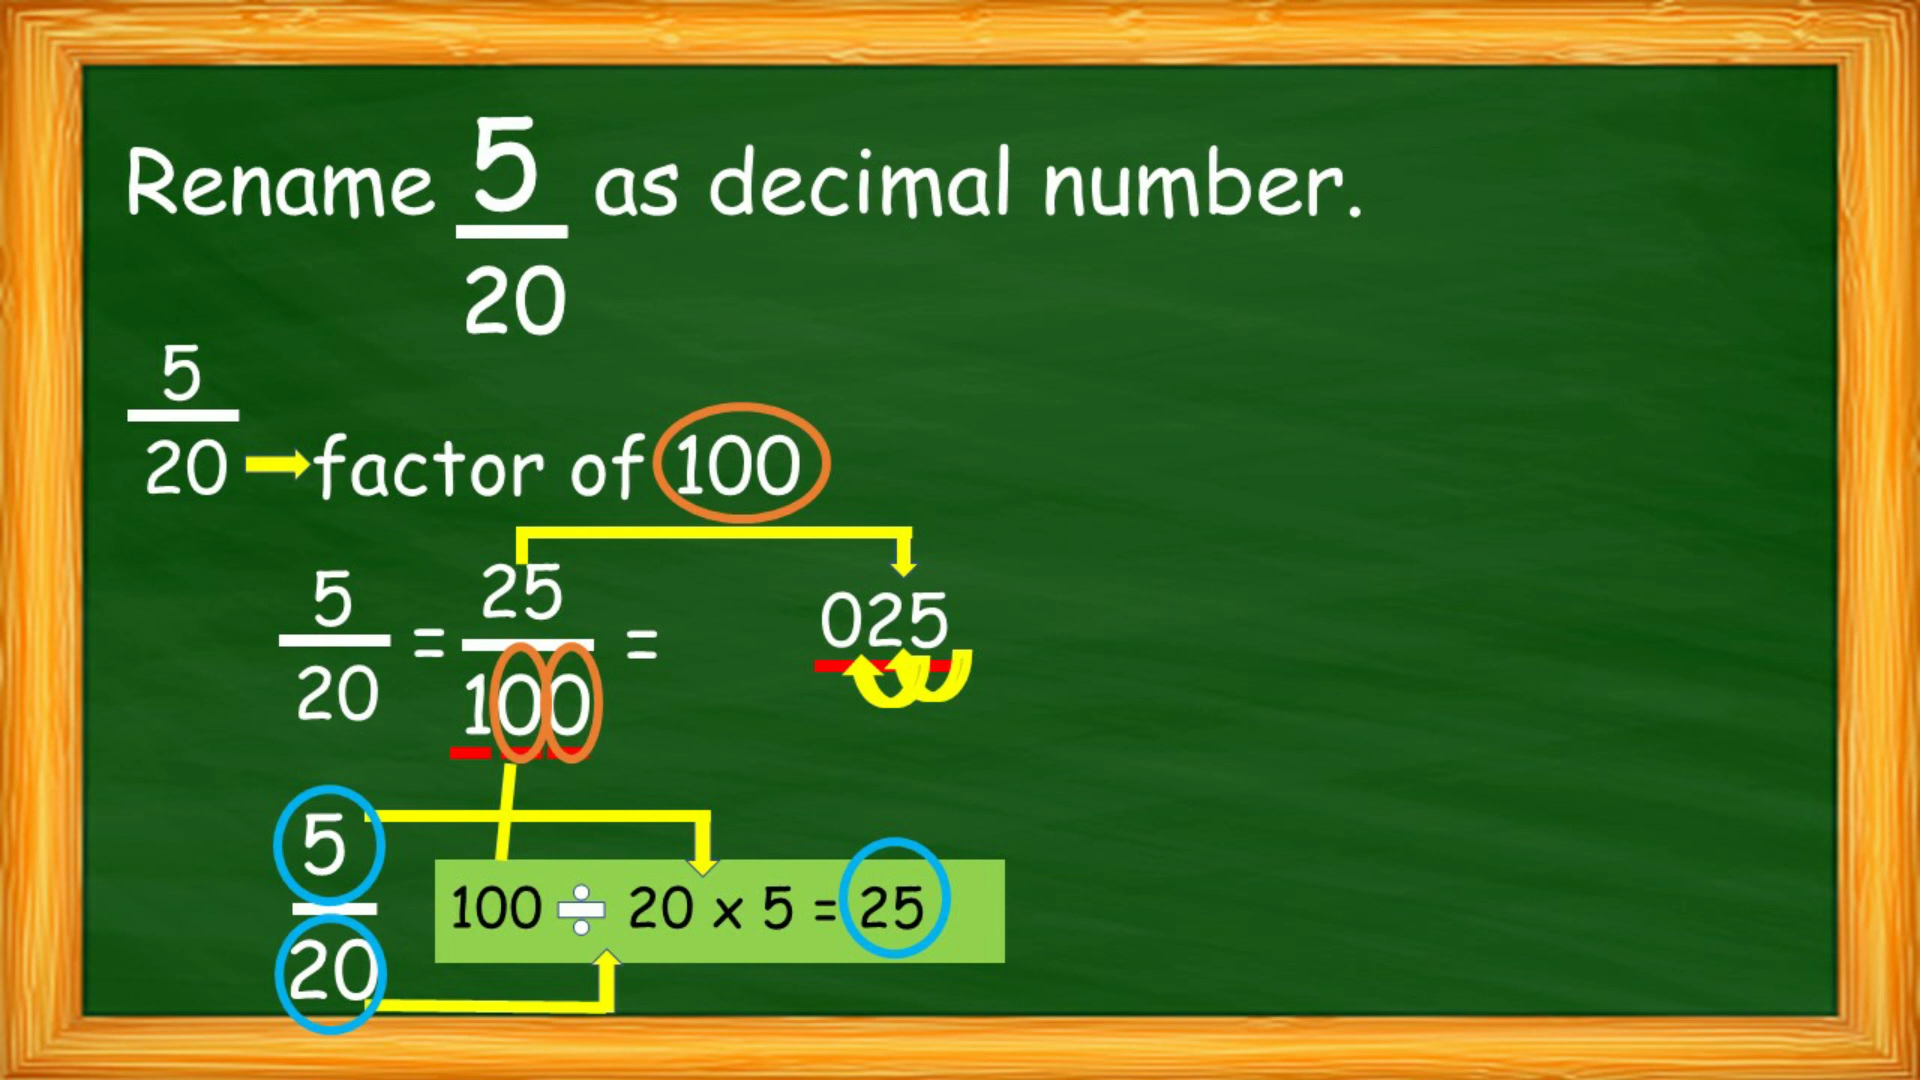 Rename 5/20 as decimal number.
5
20 factor of 100
5/20 = 25/100 = 025
5
20
100 ÷ 20 x 5 = 25